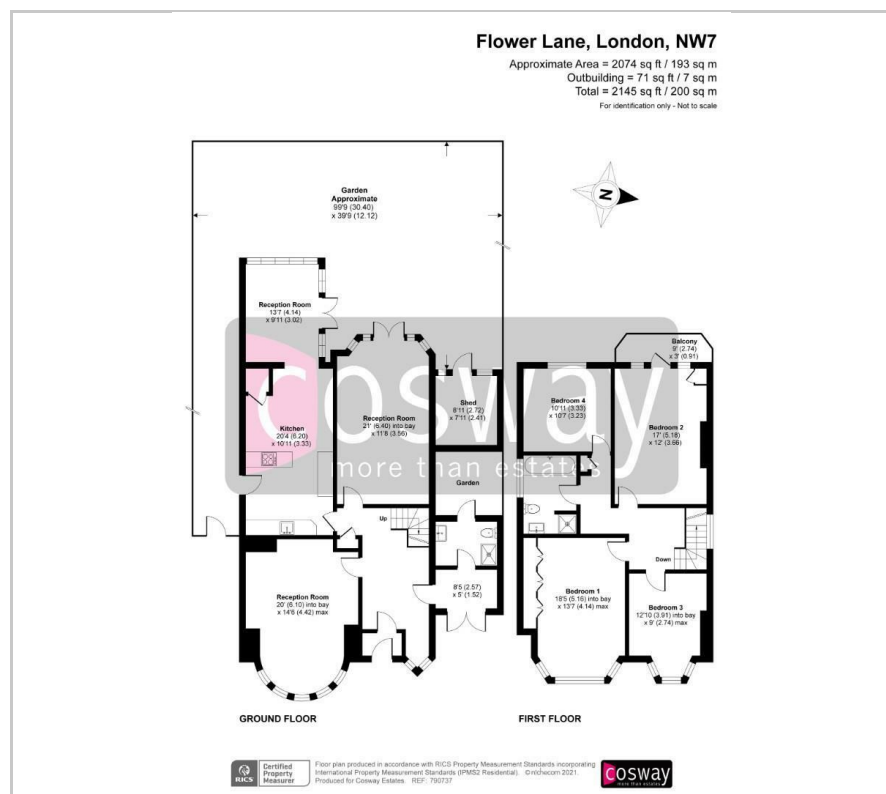 Flower Lane, London, NW7
Approximate Area = 2074 sq ft / 193 sq m
Outbuilding = 71 sq ft / 7 sq m
Total = 2145 sq ft / 200 sq m
For identification only - Not to scale
Garden
Approximate
99'9 (30.40)
x 39'9 (12.12)
N
Reception Room
13'7 (4.14)
x 9'11 (3.02)
Balcony
9' (2.74)
x 3' (0.91)
cosway
more than estates
Kitchen
20'4 (6.20)
x 10'11 (3.33)
Reception Room
21' (6.40) into bay
x 11'8 (3.56)
Shed
8'11 (2.72)
x 7'11 (2.41)
Bedroom 4
10'11 (3.33)
x 10'7 (3.23)
Bedroom 2
17' (5.18)
x 12' (3.66)
Garden
Up
Down
Reception Room
20' (6.10) into bay
x 14'6 (4.42) max
8'5 (2.57)
x 5' (1.52)
Bedroom 1
18'5 (5.16) into bay
x 13'7 (4.14) max
Bedroom 3
12'10 (3.91) into bay
x 9' (2.74) max
GROUND FLOOR
FIRST FLOOR
RICS
Certified
Property
Measurer
Floor plan produced in accordance with RICS Property Measurement Standards incorporating
International Property Measurement Standards (IPMS2 Residential). © nichecom 2021.
Produced for Cosway Estates. REF: 790737
cosway
more than estates